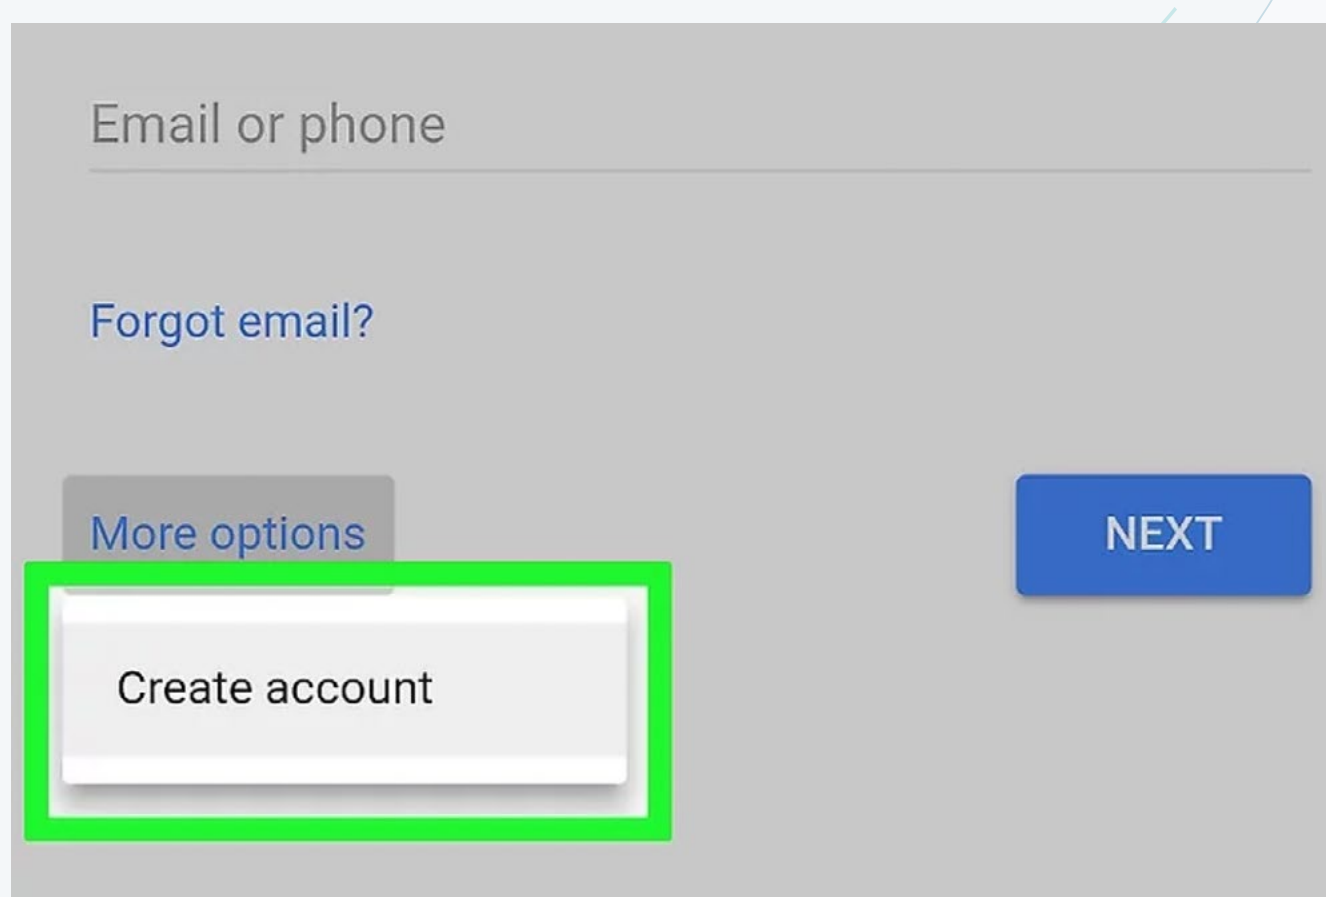 Email or phone
Forgot email?
More options
NEXT
Create account